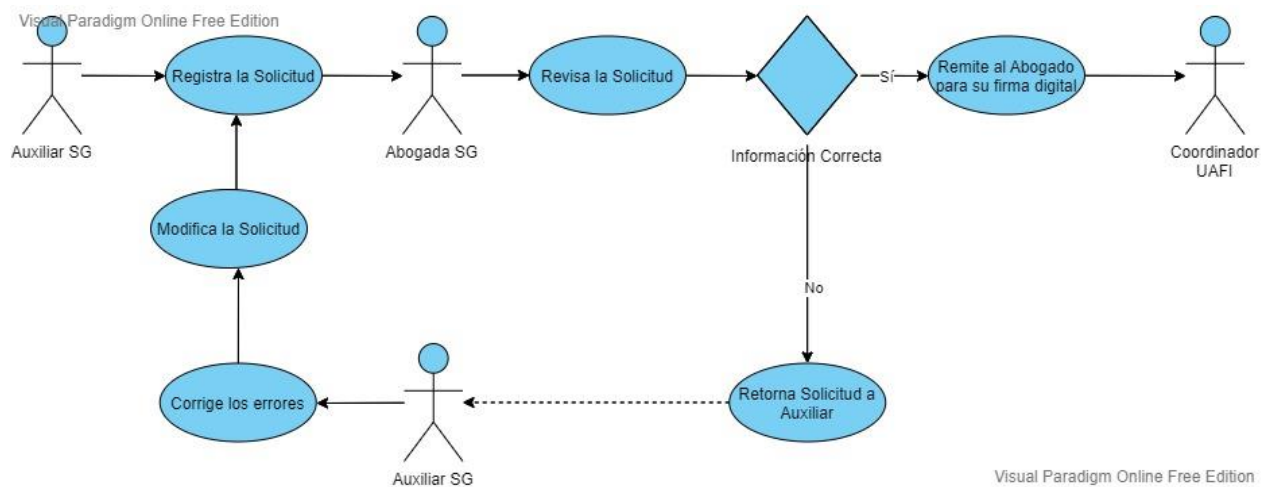 Visual Paradigm Online Free Edition
Registra la Solicitud
Revisa la Solicitud
Sí
Remite al Abogado
para su firma digital
Auxiliar SG
Abogada SG
Información Correcta
Coordinador
UAFI
Modifica la Solicitud
No
Corrige los errores
Retorna Solicitud a
Auxiliar
Auxiliar SG
Visual Paradigm Online Free Edition